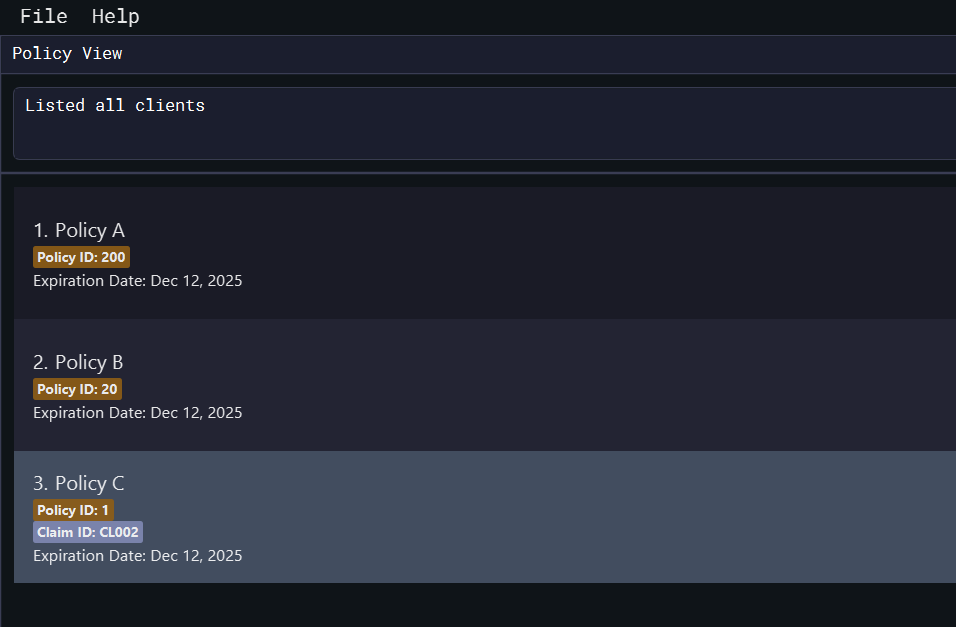 File Help
Policy View
Listed all clients
1. Policy A
Policy ID: 200
Expiration Date: Dec 12, 2025
2. Policy B
Policy ID: 20
Expiration Date: Dec 12, 2025
3. Policy C
Policy ID: 1
Claim ID: CL002
Expiration Date: Dec 12, 2025